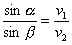 sin α / sin β = v₁ / v₂